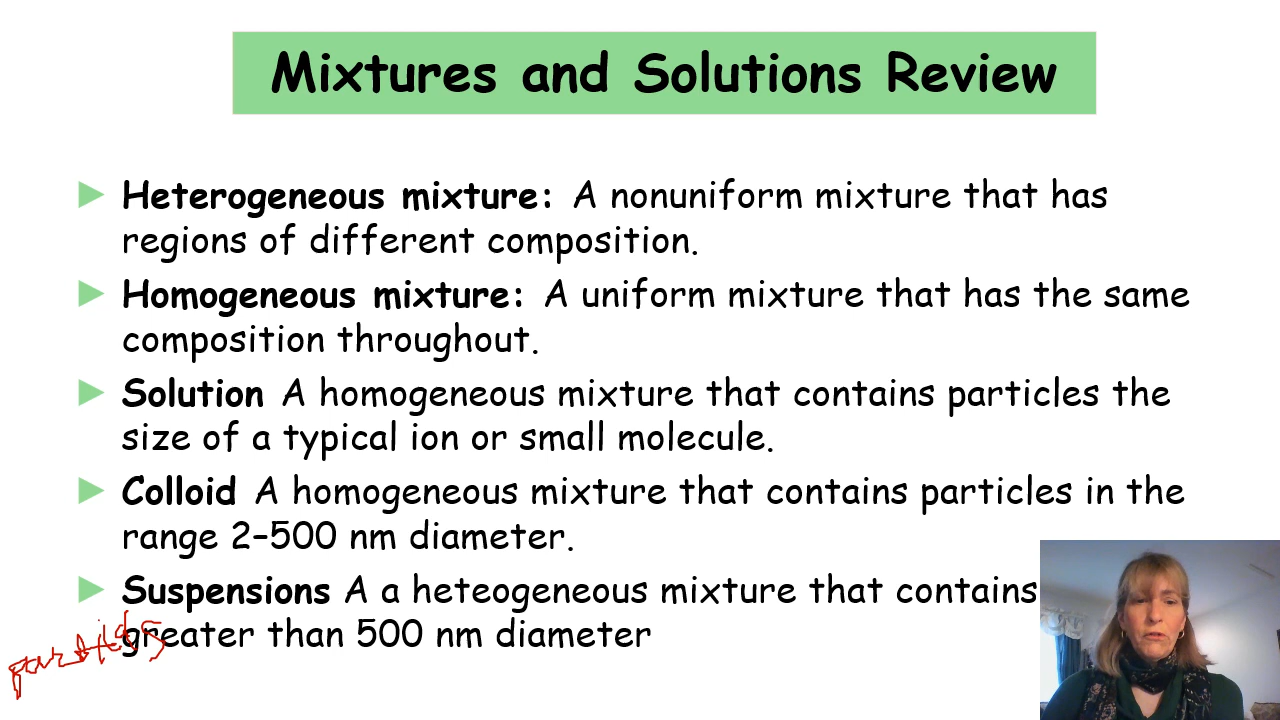 Mixtures and Solutions Review
Heterogeneous mixture: A nonuniform mixture that has
regions of different composition.
Homogeneous mixture: A uniform mixture that has the same
composition throughout.
Solution A homogeneous mixture that contains particles the
size of a typical ion or small molecule.
Colloid A homogeneous mixture that contains particles in the
range 2–500 nm diameter.
Suspensions A a heteogeneous mixture that contains
particles greater than 500 nm diameter